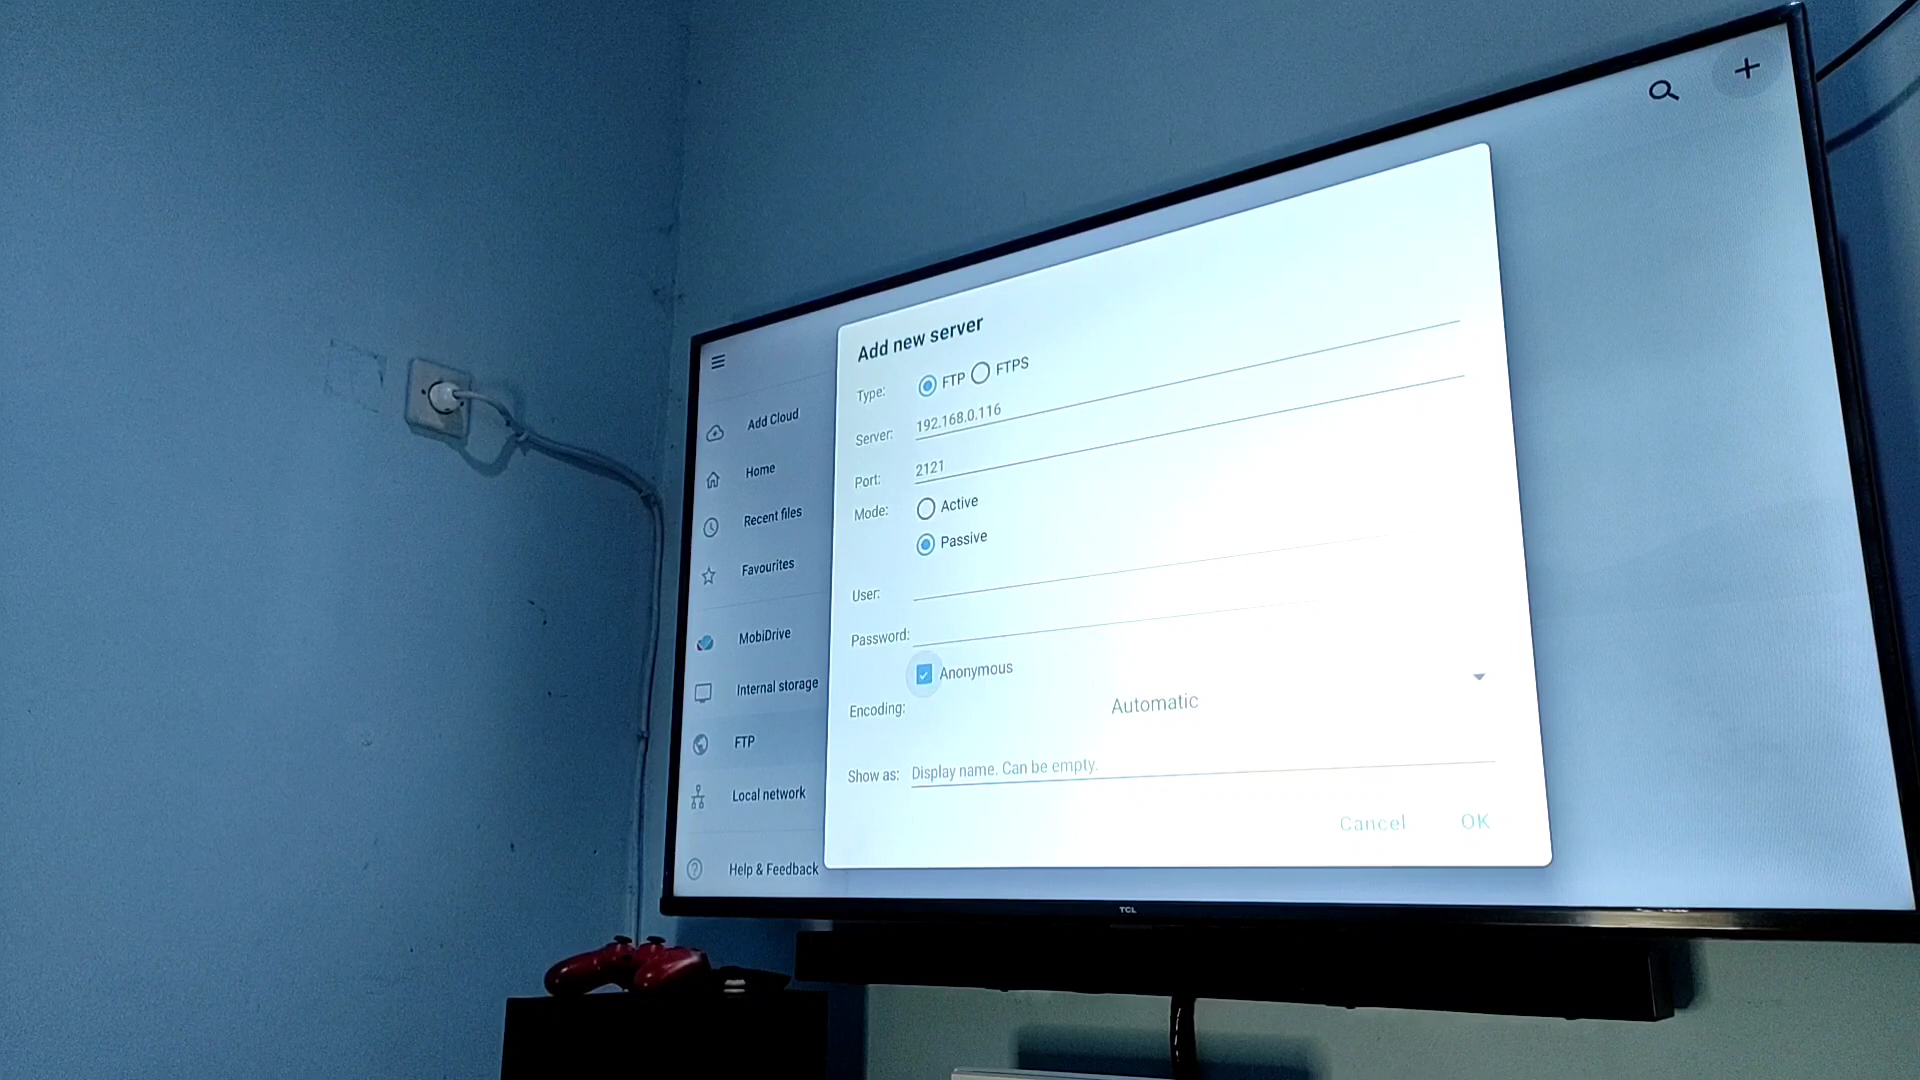 Add new server
Type: FTP FTPS
Server: 192.168.0.116
Port: 2121
Mode: Active
Passive
User:
Password:
Anonymous
Encoding: Automatic
Show as: Display name. Can be empty.
Cancel OK
Add Cloud
Home
Recent files
Favourites
MobiDrive
Internal storage
FTP
Local network
Help & Feedback
TCL